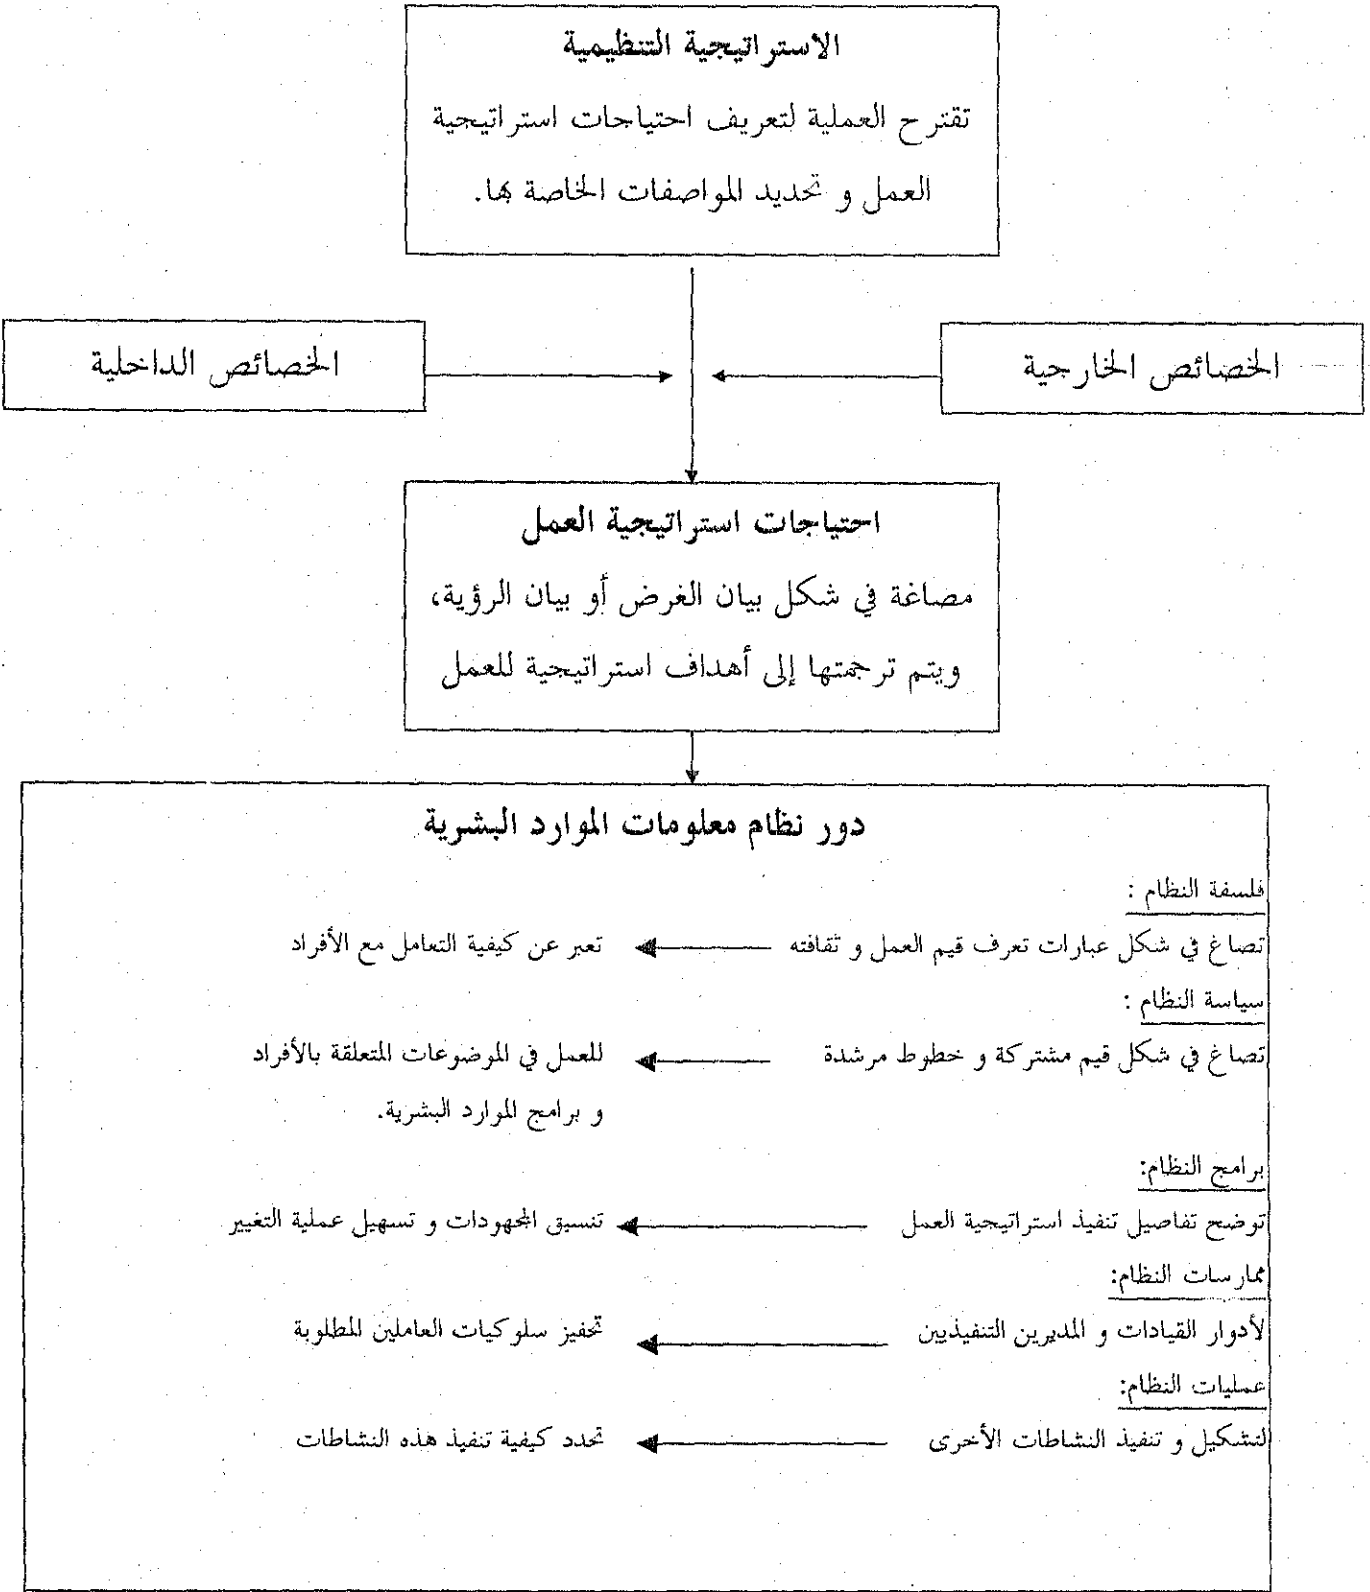 الاستراتيجية التنظيمية
تقترح العملية لتعريف احتياجات استراتيجية
العمل و تحديد المواصفات الخاصة بها.
الخصائص الخارجية
الخصائص الداخلية
احتياجات استراتيجية العمل
مصاغة في شكل بيان الغرض أو بيان الرؤية،
ويتم ترجمتها إلى أهداف استراتيجية للعمل
دور نظام معلومات الموارد البشرية
فلسفة النظام :
تصاغ في شكل عبارات تعرف قيم العمل و ثقافته تعبر عن كيفية التعامل مع الأفراد
سياسة النظام :
تصاغ في شكل قيم مشتركة و خطوط مرشدة للعمل في الموضوعات المتعلقة بالأفراد
و برامج الموارد البشرية.
برامج النظام:
توضح تفاصيل تنفيذ استراتيجية العمل تنسيق المجهودات و تسهيل عملية التغيير
ممارسات النظام:
لأدوار القيادات و المديرين التنفيذيين تحفيز سلوكيات العاملين المطلوبة
عمليات النظام:
لتشكيل و تنفيذ النشاطات الأخرى تحدد كيفية تنفيذ هذه النشاطات